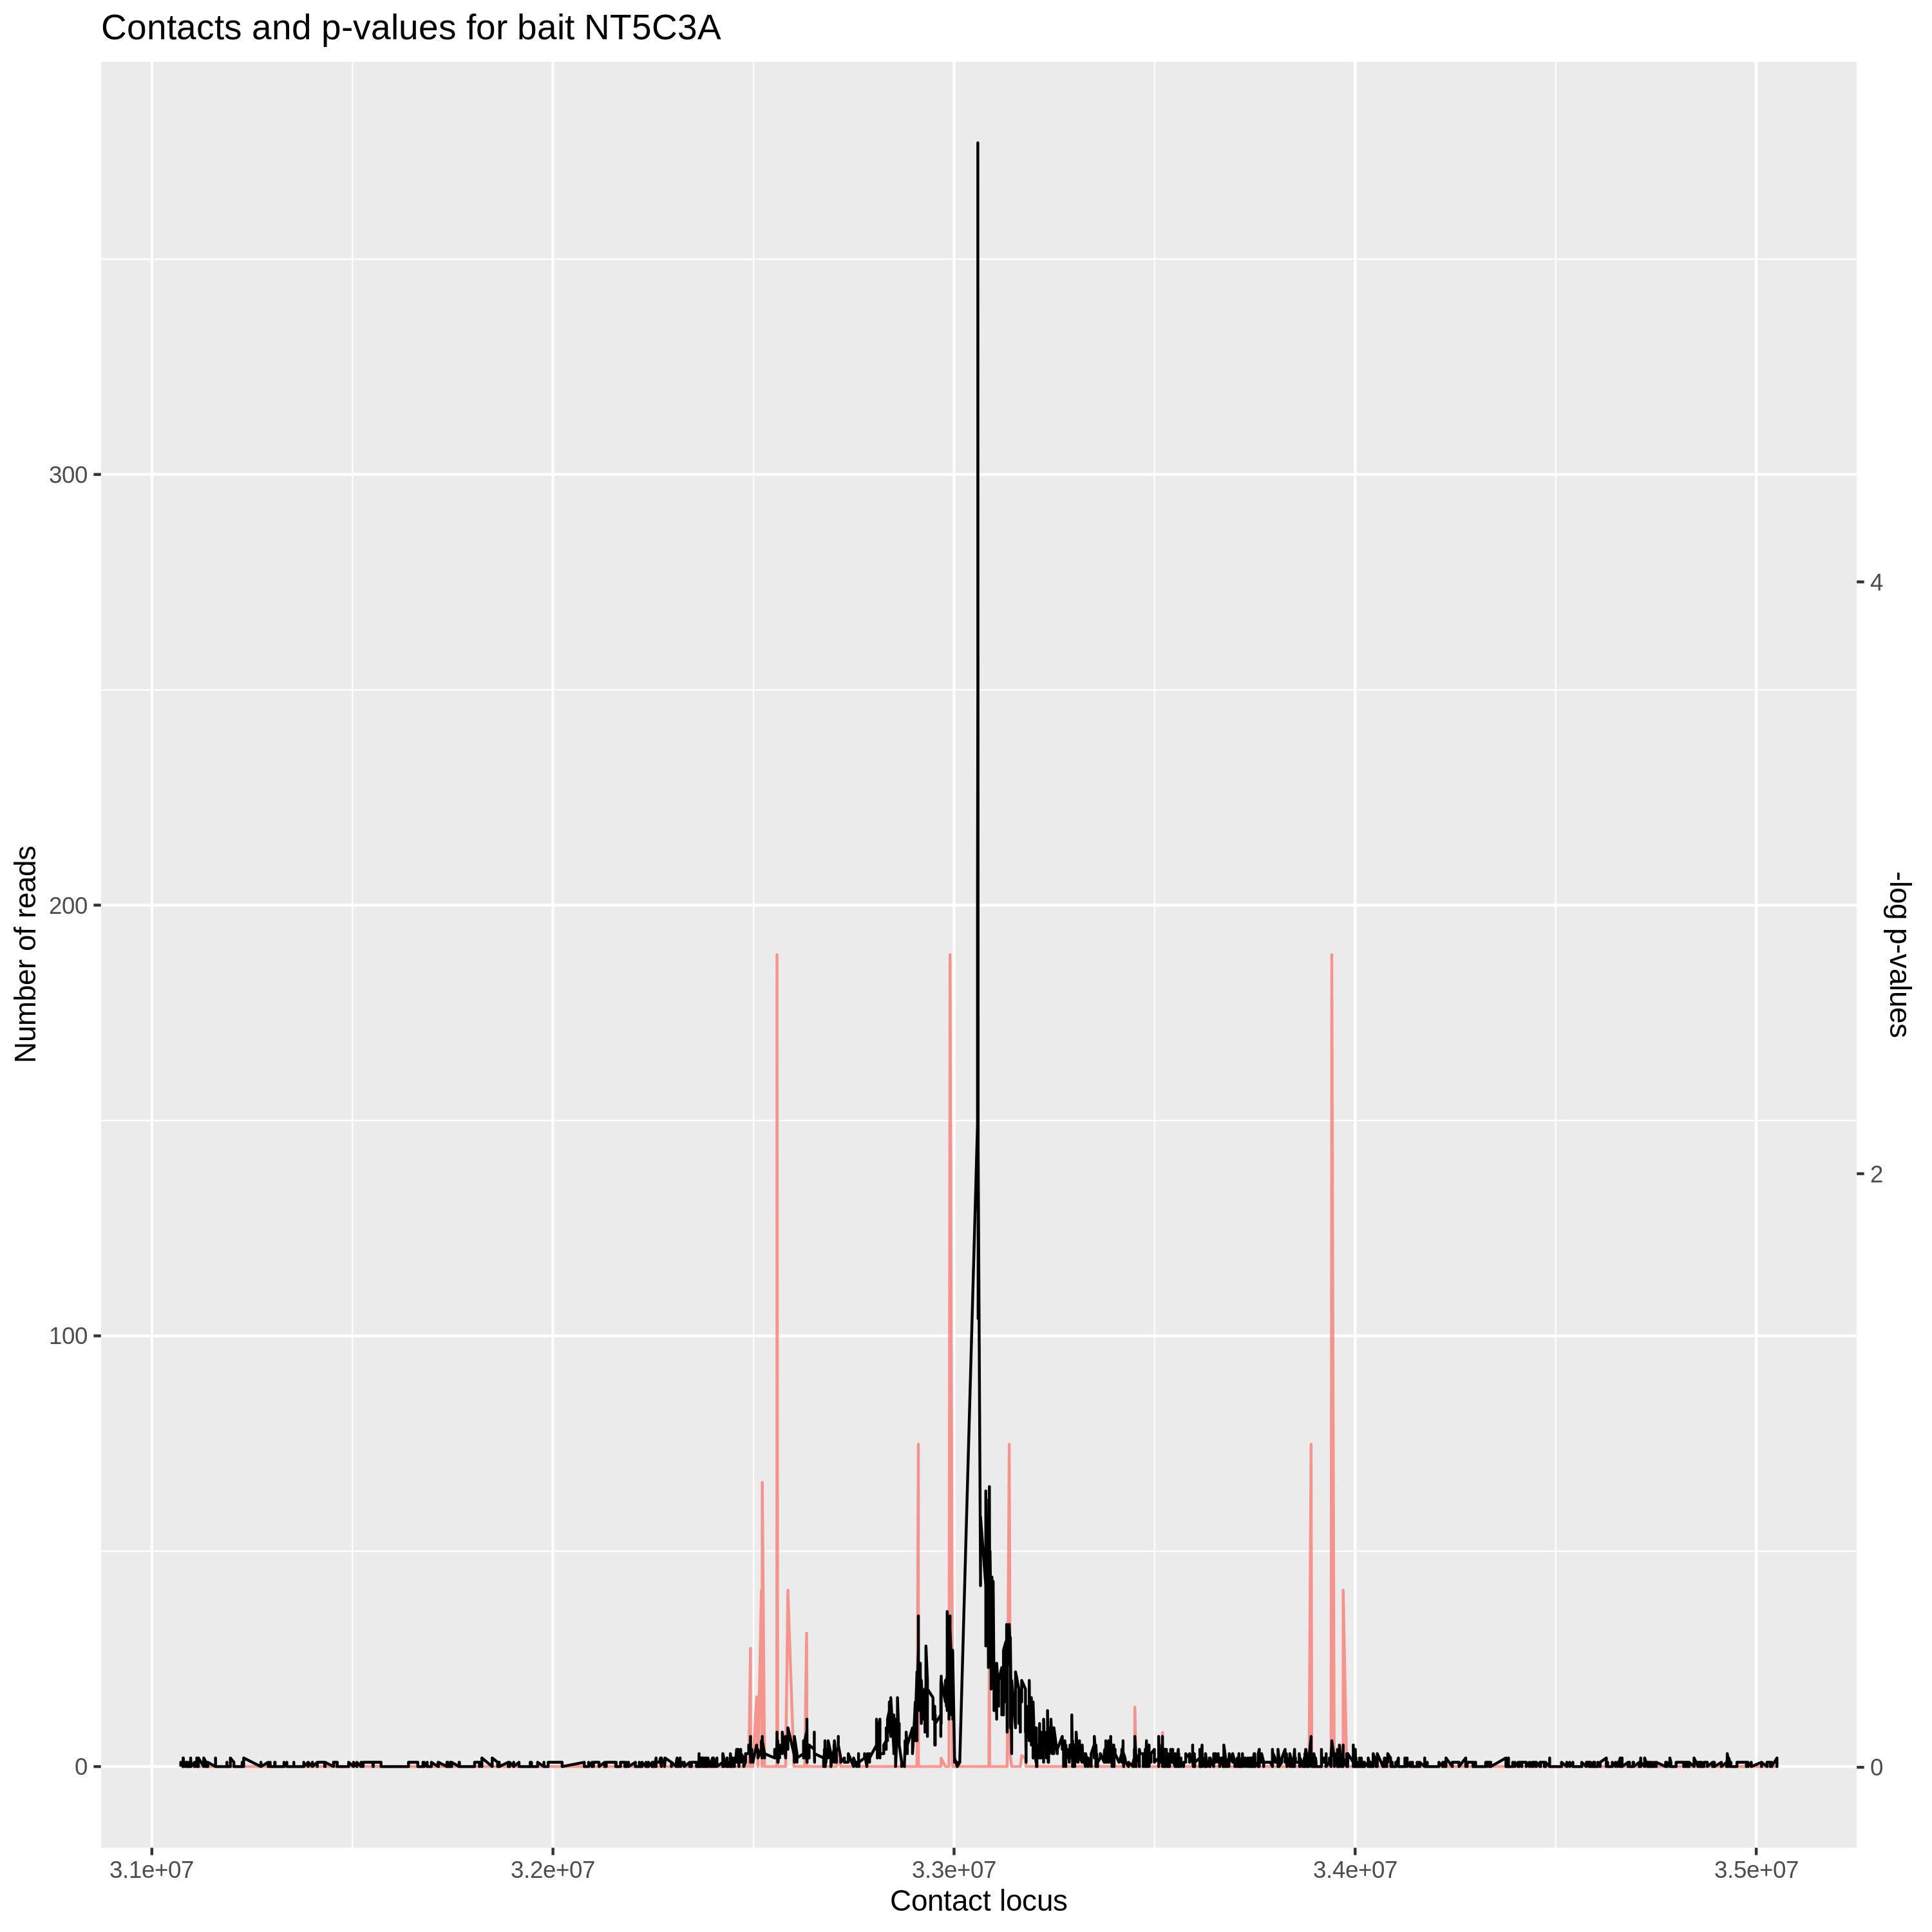 Contacts and p-values for bait NT5C3A
Number of reads
300
200
100
0
4
2
0
-log p-values
3.1e+07
3.2e+07
3.3e+07
3.4e+07
3.5e+07
Contact locus